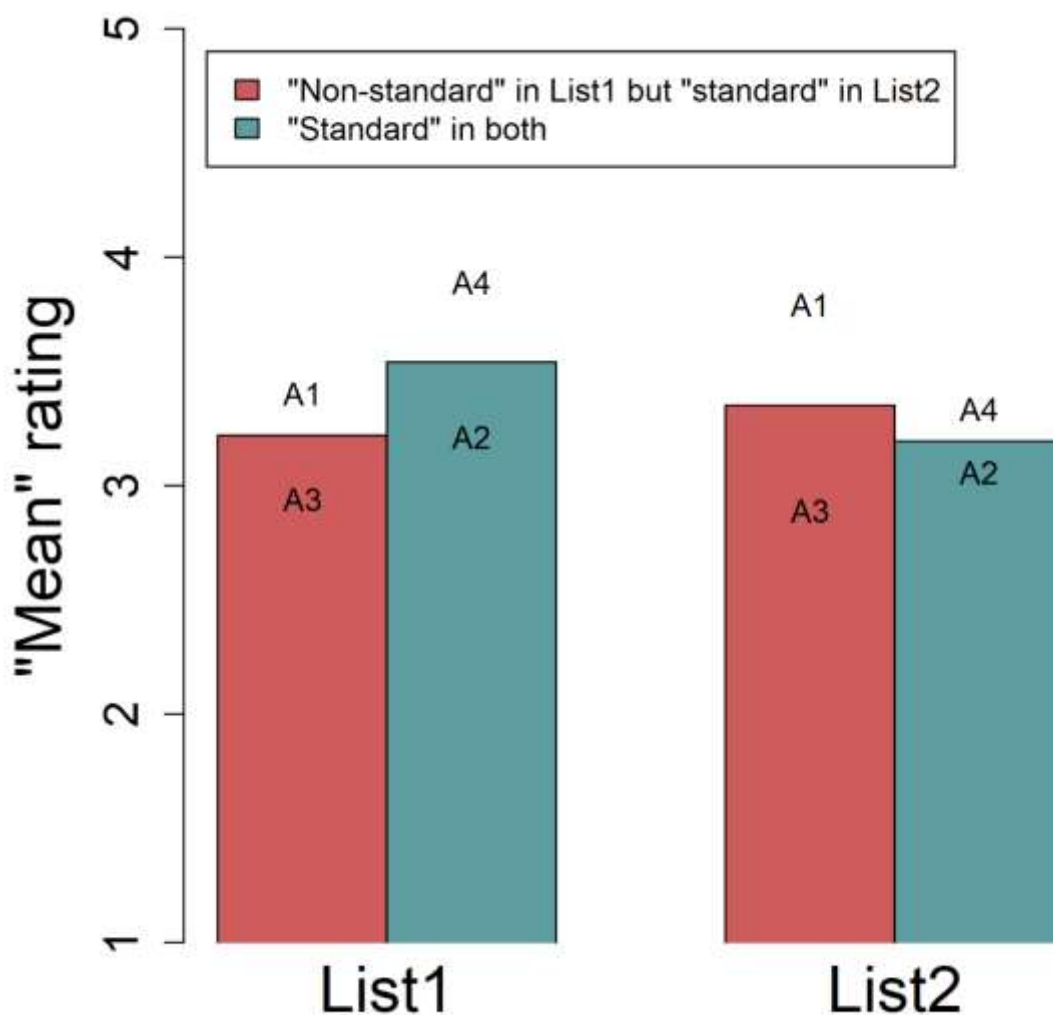 5
"Non-standard" in List1 but "standard" in List2
"Standard" in both
4
A4
A1
A1
A4
A2
A2
3
A3
A3
"Mean" rating
2
1
List1
List2